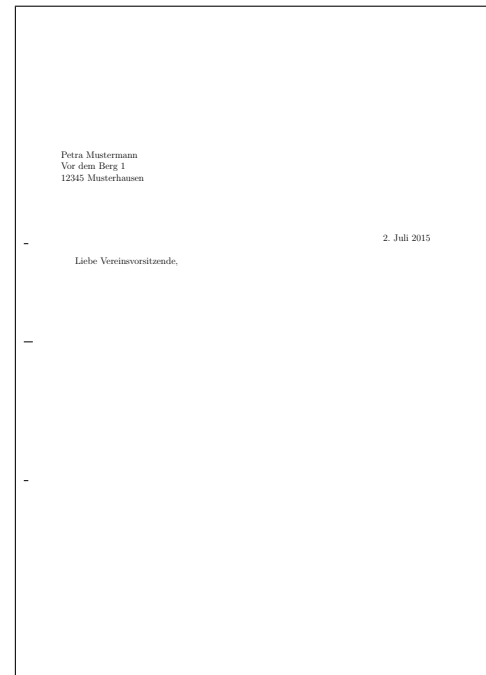 Petra Mustermann
Vor dem Berg 1
12345 Musterhausen
2. Juli 2015
Liebe Vereinsvorsitzende,